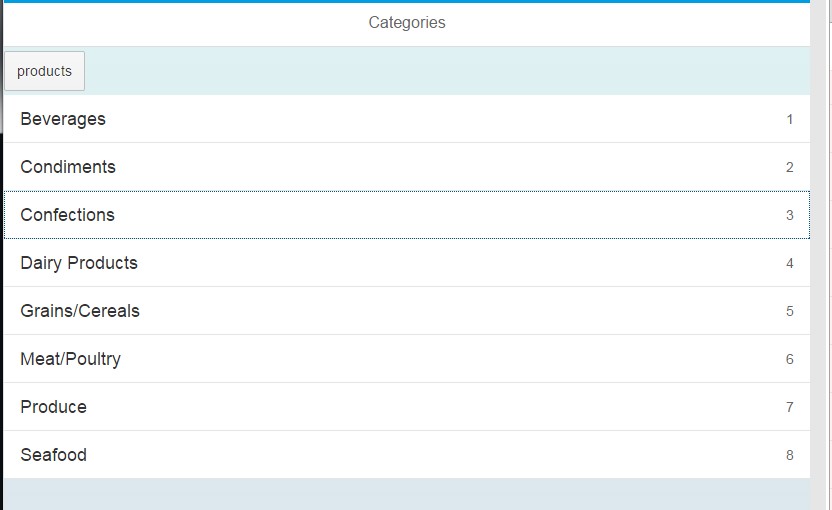 Categories
products
Beverages 1
Condiments 2
Confections 3
Dairy Products 4
Grains/Cereals 5
Meat/Poultry 6
Produce 7
Seafood 8